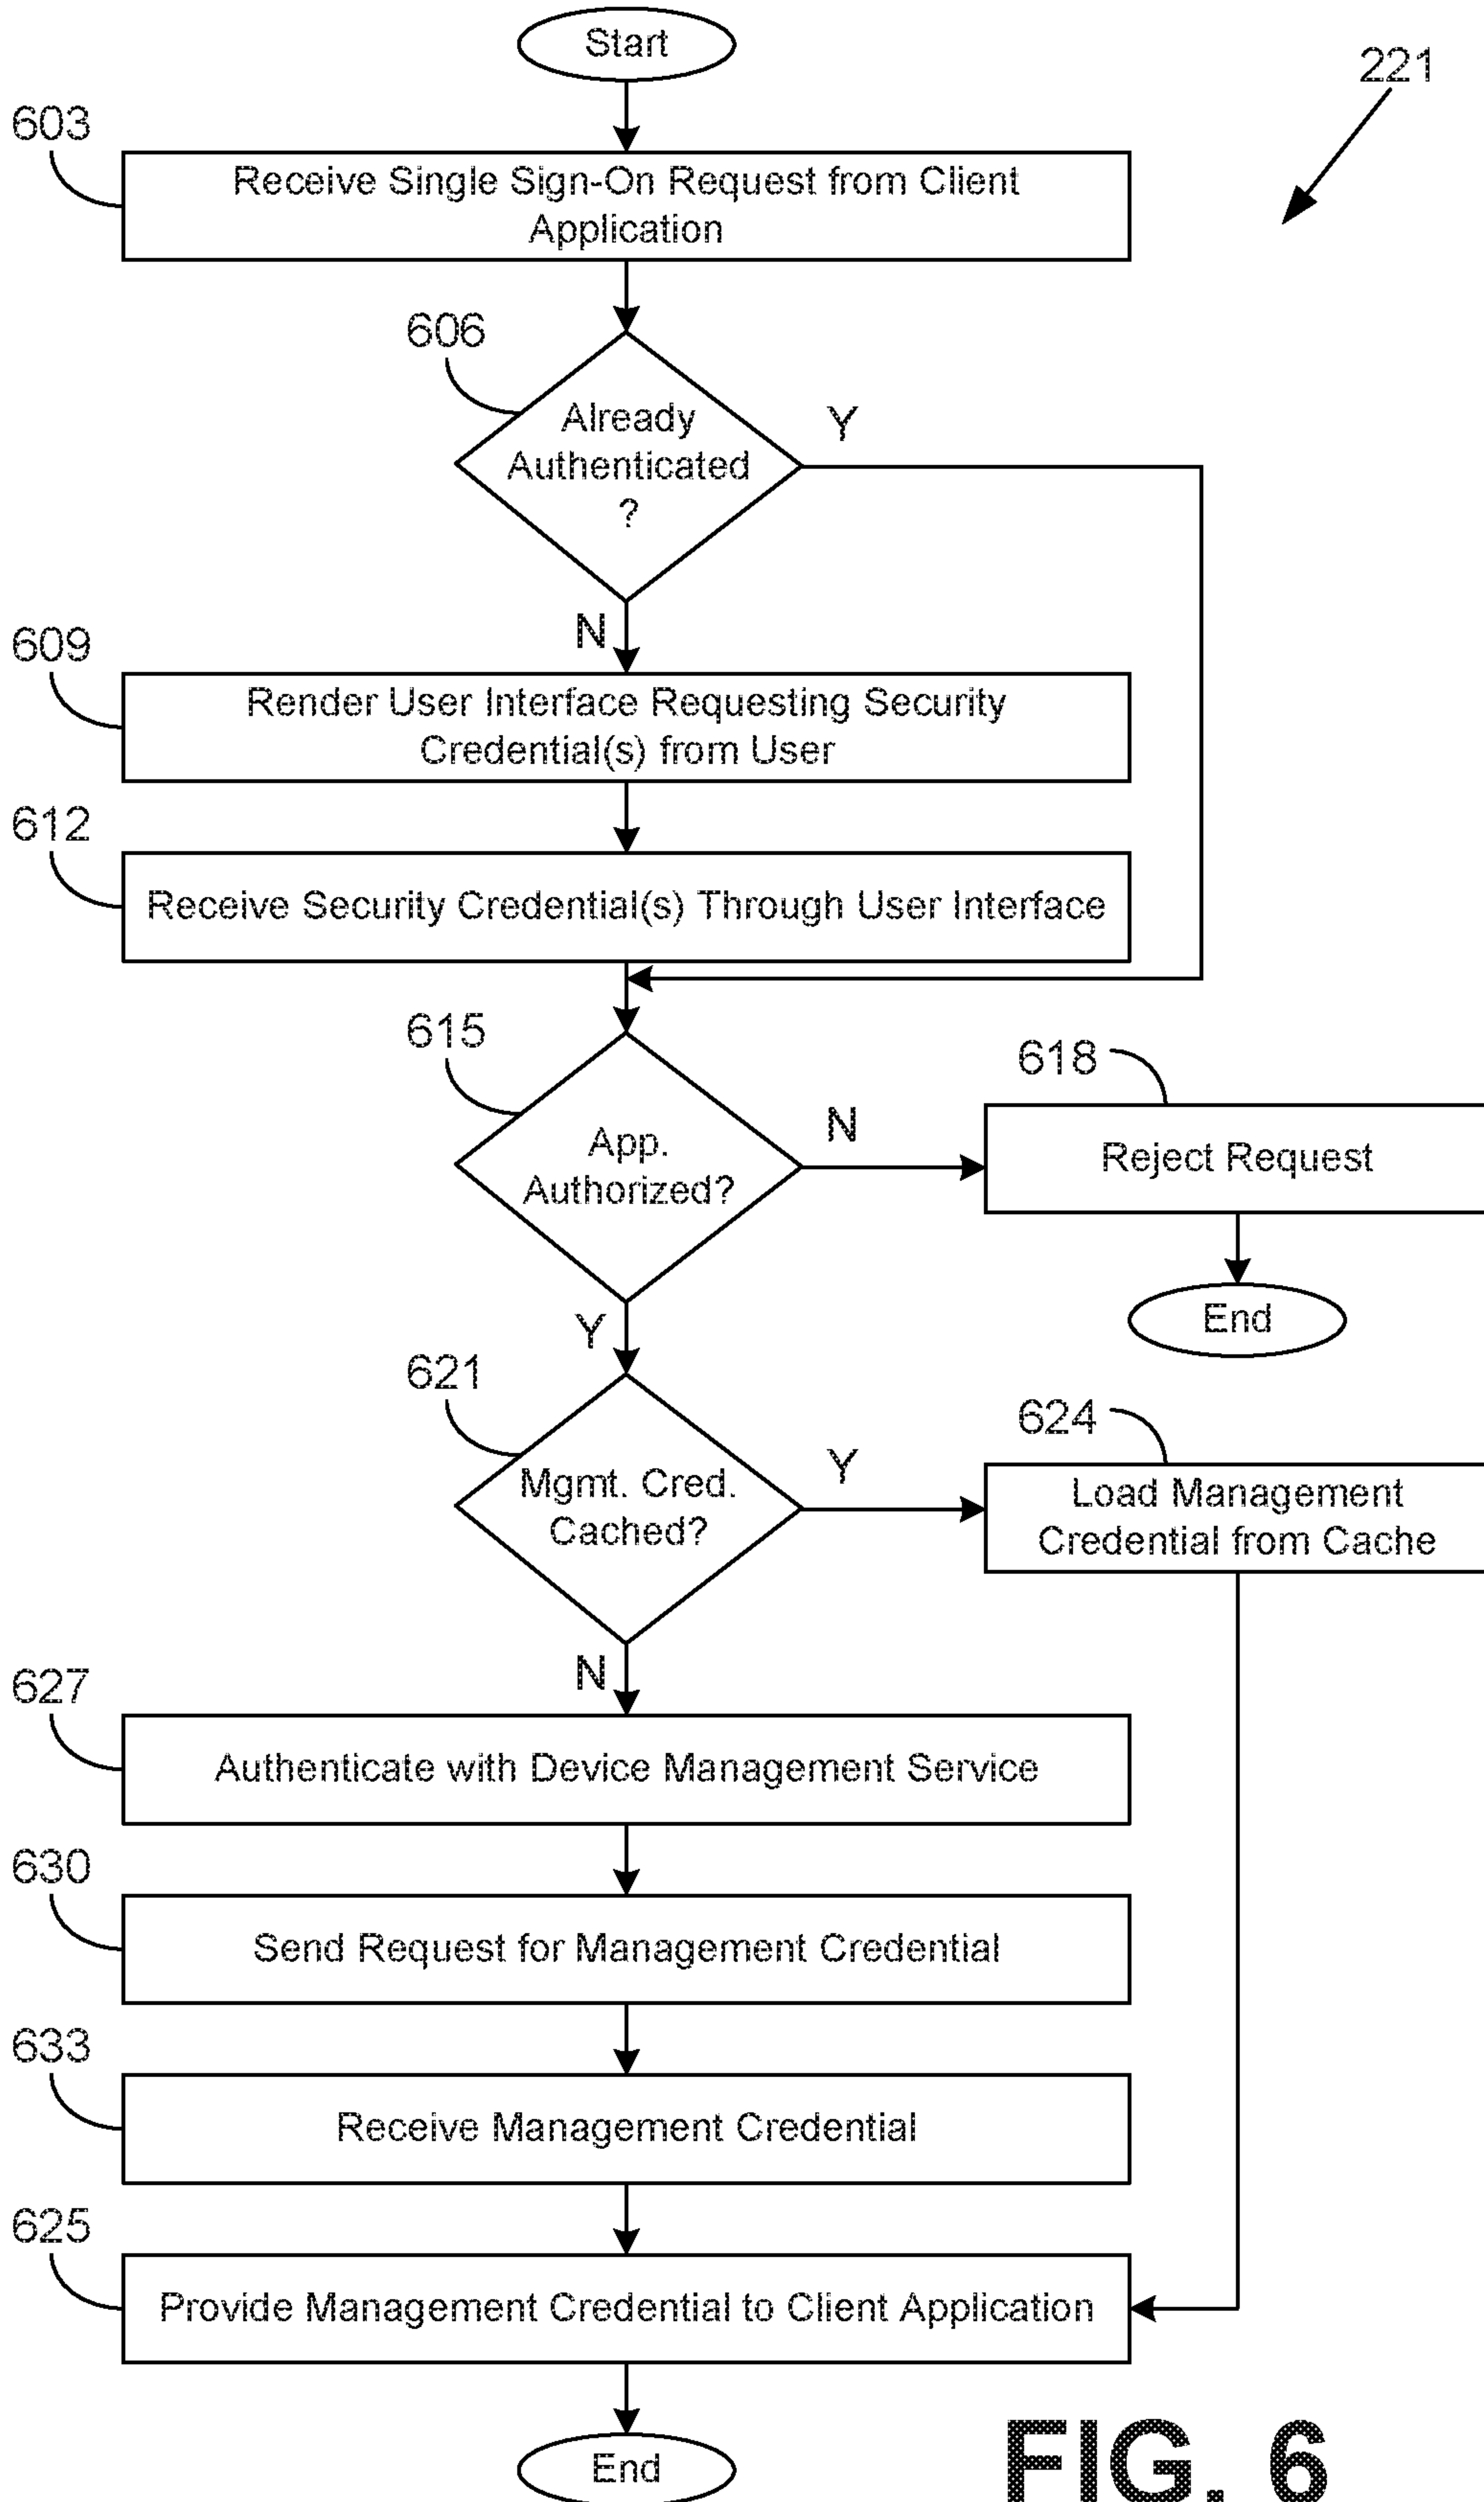 Start
221
603
Receive Single Sign-On Request from Client
Application
606
Already
Authenticated
?
Y
N
609
Render User Interface Requesting Security
Credential(s) from User
612
Receive Security Credential(s) Through User Interface
615
App.
Authorized?
N
618
Reject Request
End
Y
621
Mgmt. Cred.
Cached?
Y
624
Load Management
Credential from Cache
N
627
Authenticate with Device Management Service
630
Send Request for Management Credential
633
Receive Management Credential
625
Provide Management Credential to Client Application
End
FIG. 6